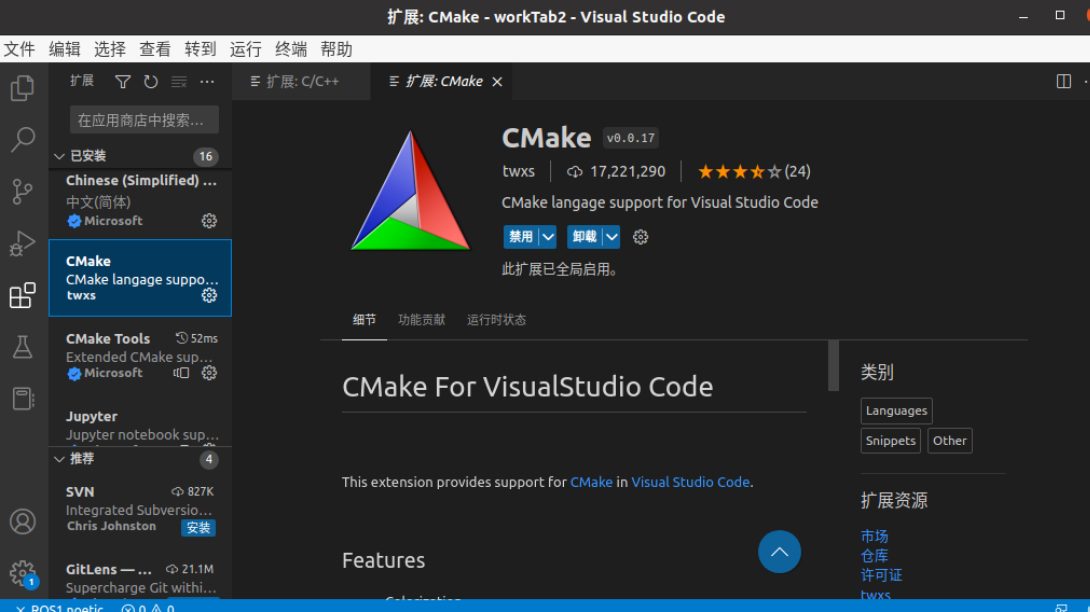 扩展: CMake - workTab2 - Visual Studio Code
文件 编辑 选择 查看 转到 运行 终端 帮助
扩展
扩展: C/C++
扩展: CMake
在应用商店中搜索...
已安装 16
Chinese (Simplified) ...
中文(简体)
Microsoft
CMake
CMake langage suppo...
twxs
CMake Tools 52ms
Extended CMake sup...
Microsoft
Jupyter
Jupyter notebook sup...
推荐 4
SVN 827K
Integrated Subversio...
Chris Johnston 安装
GitLens — ... 21.1M
Supercharge Git withi...
1
CMake v0.0.17
twxs 17,221,290 (24)
CMake langage support for Visual Studio Code
禁用 卸载
此扩展已全局启用。
细节 功能贡献 运行时状态
CMake For VisualStudio Code
This extension provides support for CMake in Visual Studio Code.
Features
Colorization
类别
Languages
Snippets Other
扩展资源
市场
仓库
许可证
twxs
ROS1.noetic 0 0